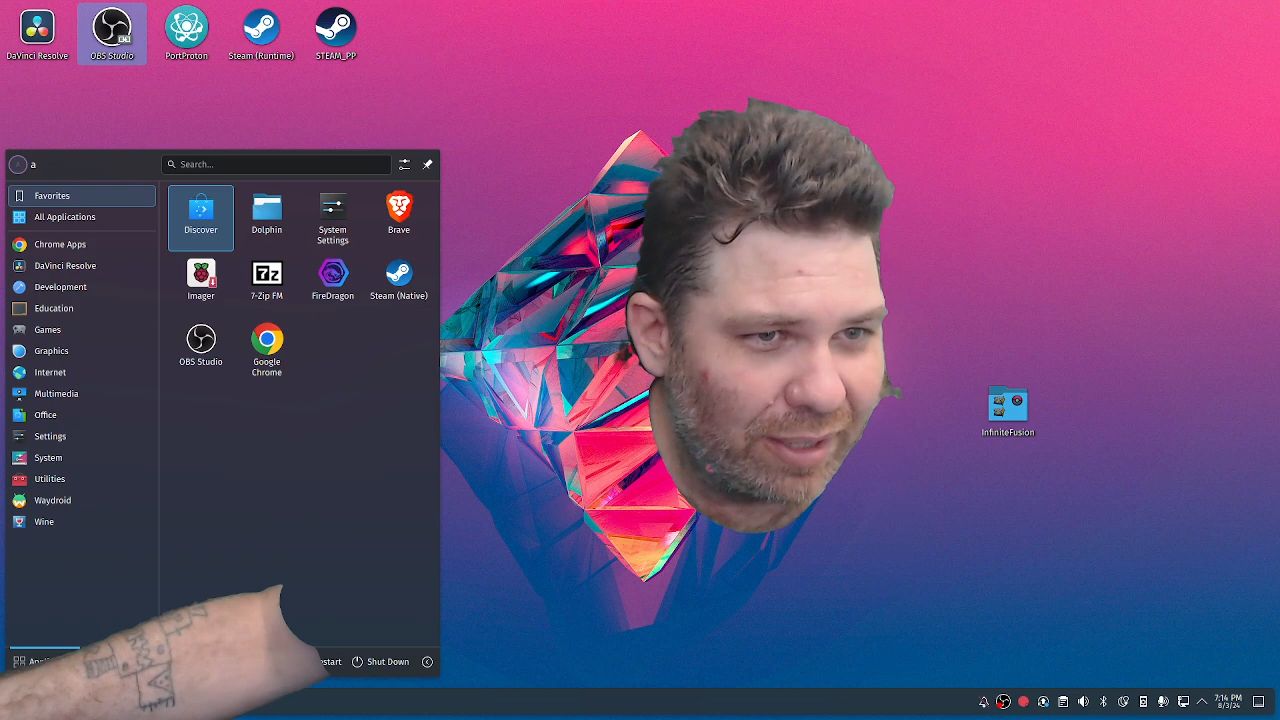 DaVinci Resolve
OBS Studio
PortProton
Steam (Runtime)
STEAM_PP
a
Search...
Favorites
All Applications
Chrome Apps
DaVinci Resolve
Development
Education
Games
Graphics
Internet
Multimedia
Office
Settings
System
Utilities
Waydroid
Wine
Discover
Dolphin
System
Settings
Brave
Imager
7z
7-Zip FM
FireDragon
Steam (Native)
OBS Studio
Google
Chrome
Shut Down
InfiniteFusion
7:14 PM
8/3/24